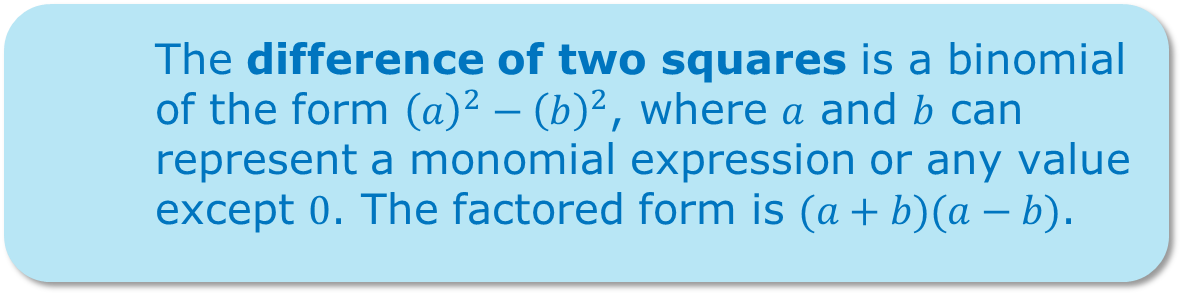 The difference of two squares is a binomial
of the form (a)² − (b)², where a and b can
represent a monomial expression or any value
except 0. The factored form is (a + b)(a − b).